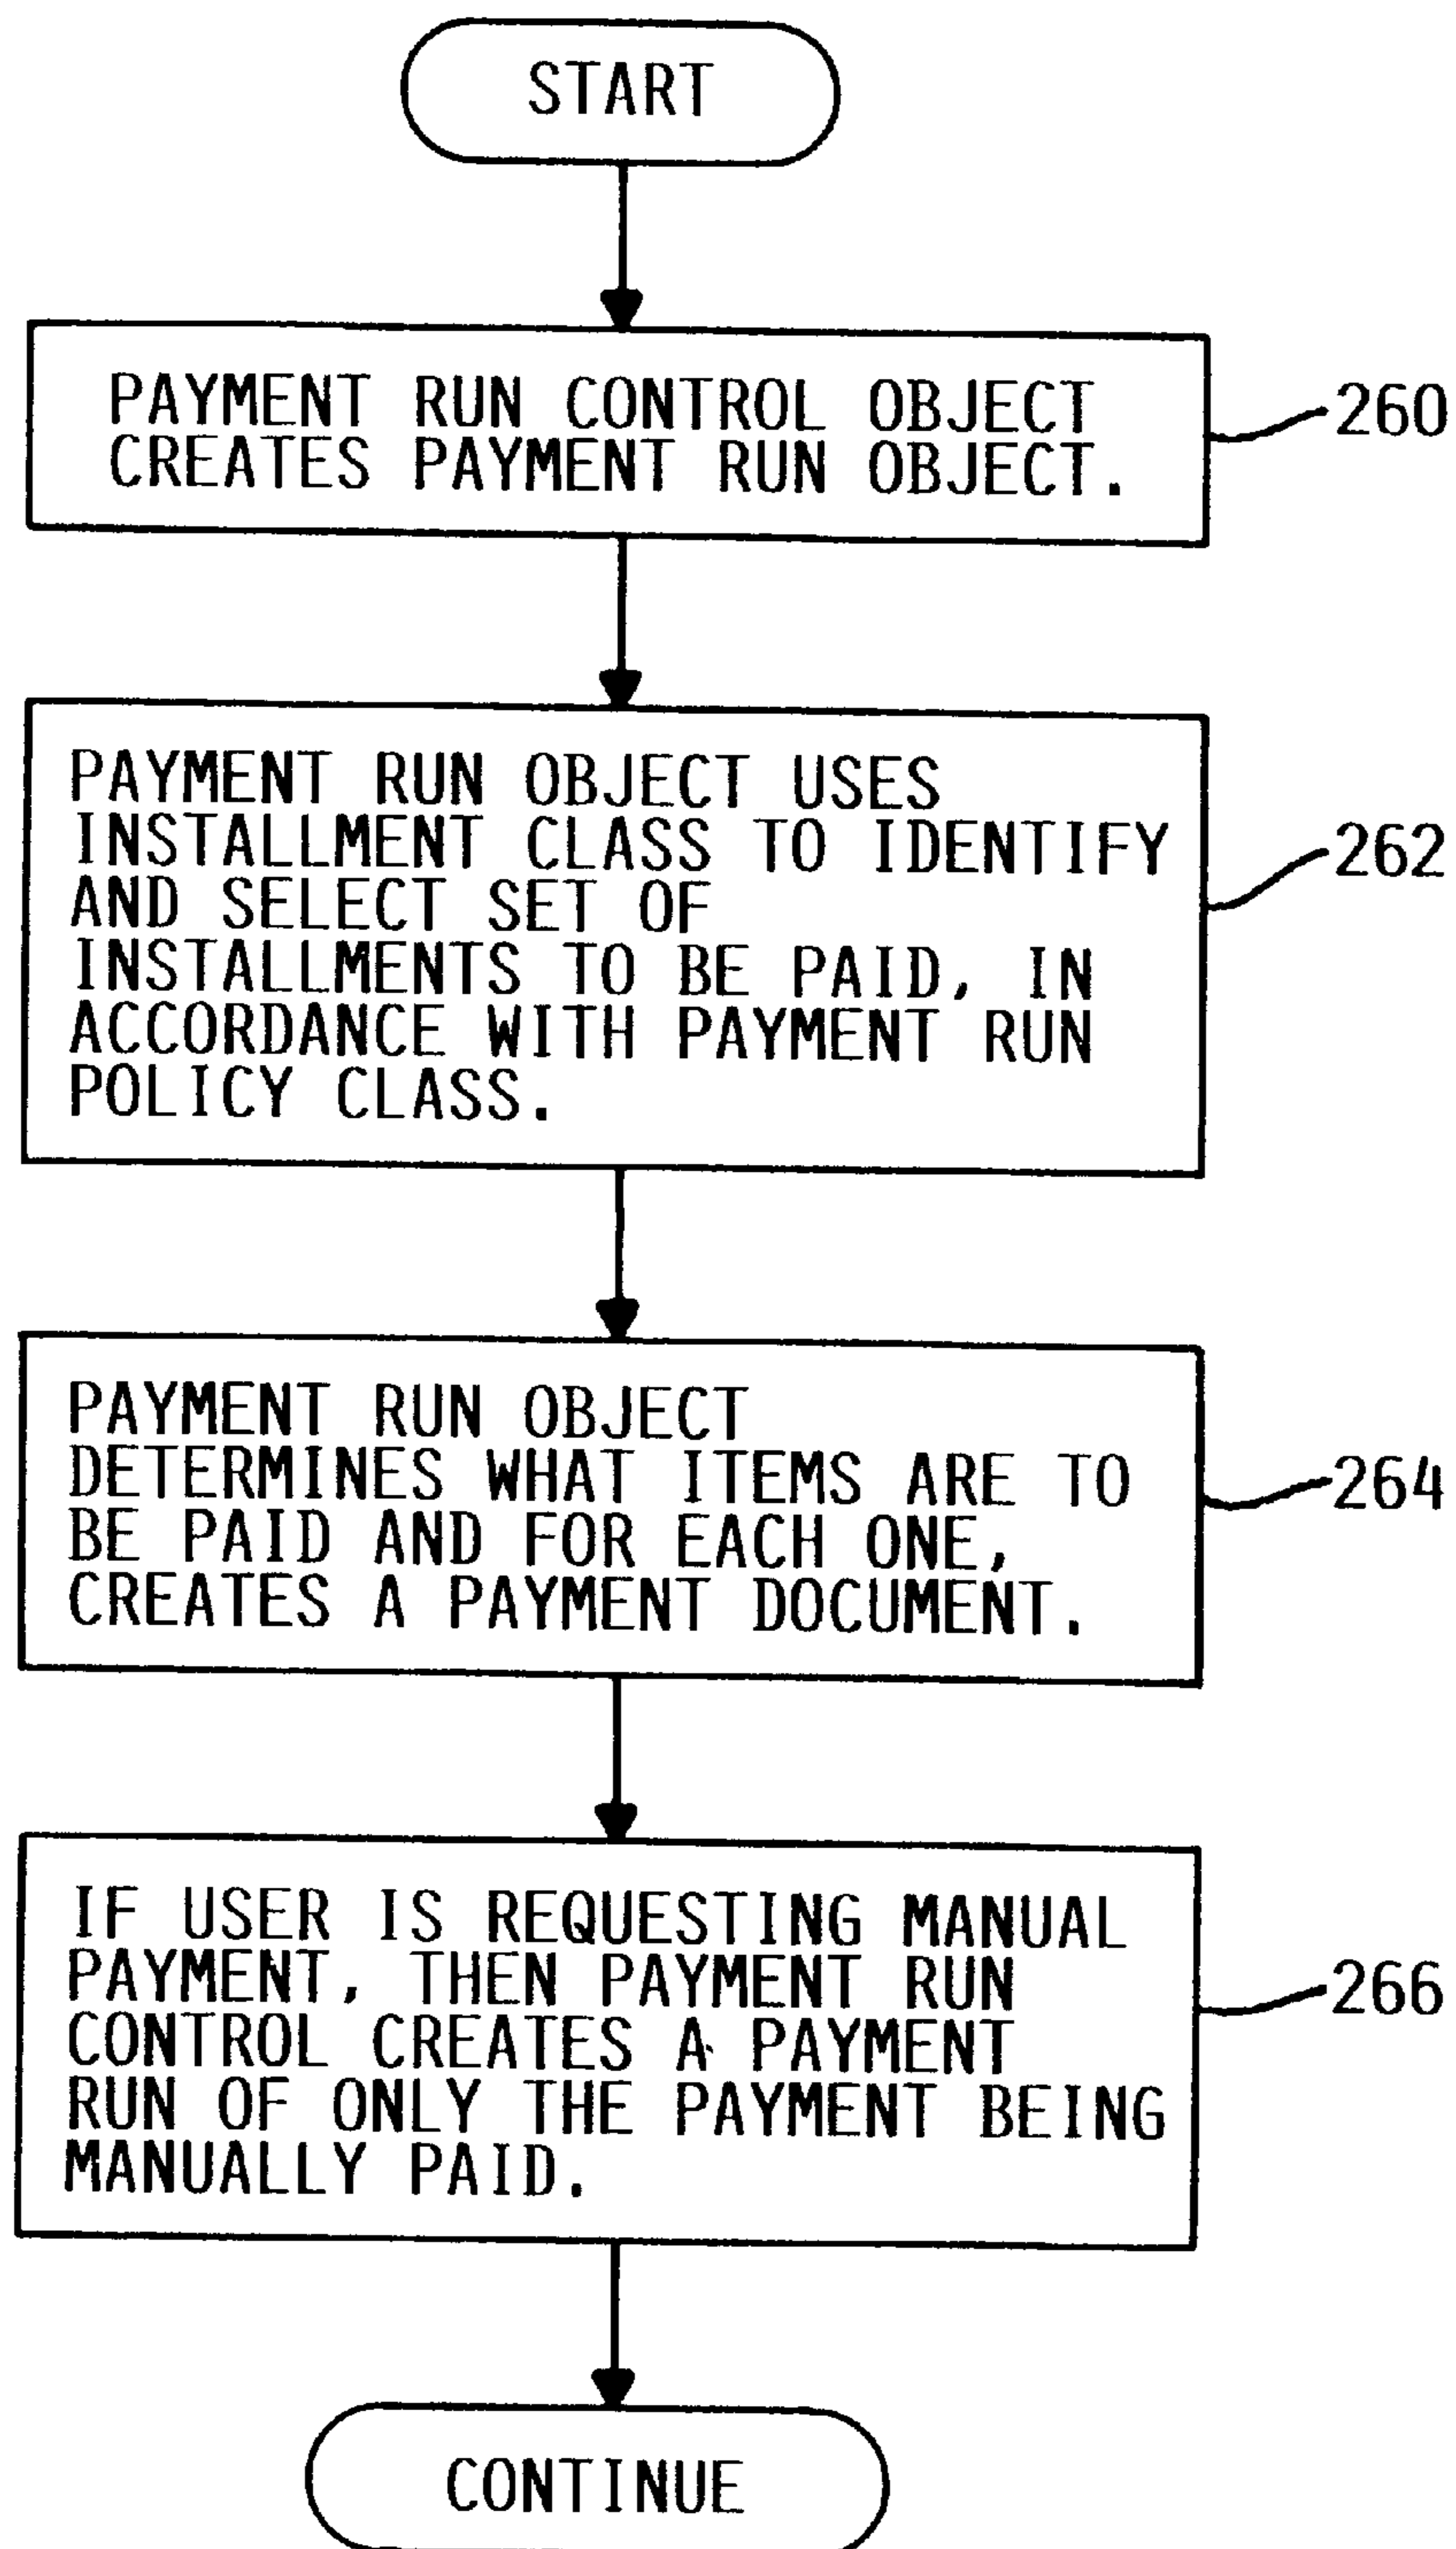 START
PAYMENT RUN CONTROL OBJECT
CREATES PAYMENT RUN OBJECT.
260
PAYMENT RUN OBJECT USES
INSTALLMENT CLASS TO IDENTIFY
AND SELECT SET OF
INSTALLMENTS TO BE PAID, IN
ACCORDANCE WITH PAYMENT RUN
POLICY CLASS.
262
PAYMENT RUN OBJECT
DETERMINES WHAT ITEMS ARE TO
BE PAID AND FOR EACH ONE,
CREATES A PAYMENT DOCUMENT.
264
IF USER IS REQUESTING MANUAL
PAYMENT, THEN PAYMENT RUN
CONTROL CREATES A PAYMENT
RUN OF ONLY THE PAYMENT BEING
MANUALLY PAID.
266
CONTINUE